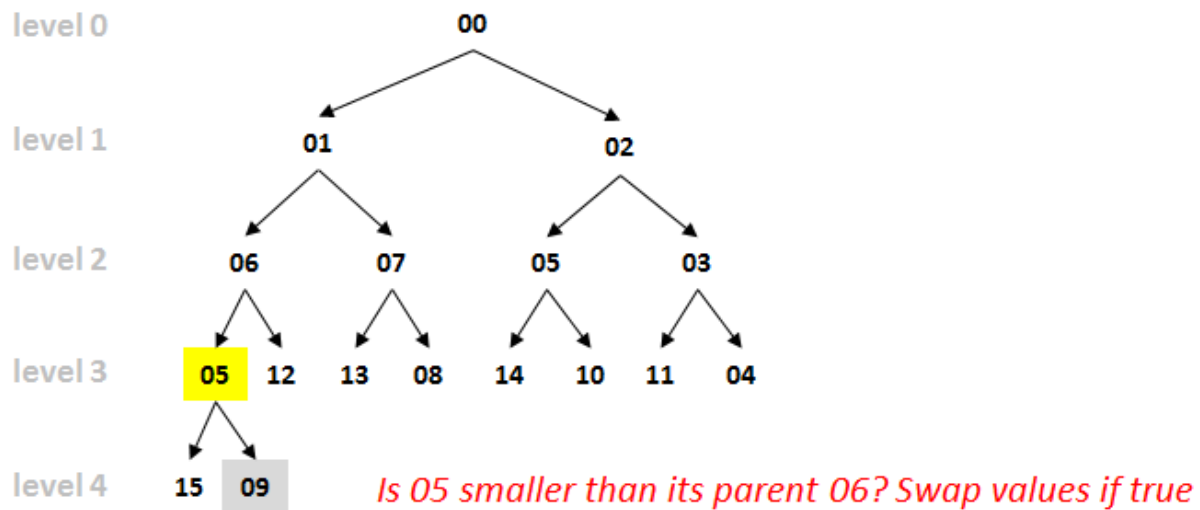 level 0 00
level 1 01 02
level 2 06 07 05 03
level 3 05 12 13 08 14 10 11 04
level 4 15 09 Is 05 smaller than its parent 06? Swap values if true